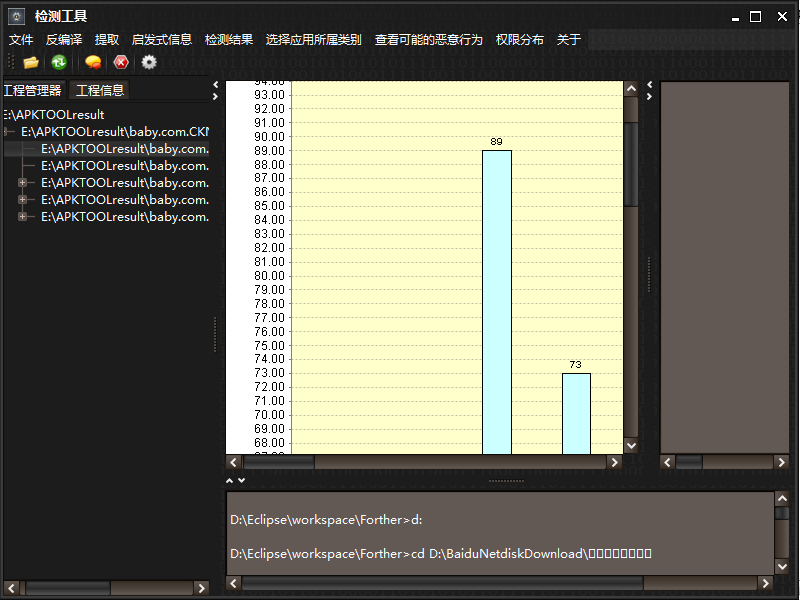 检测工具
文件 反编译 提取 启发式信息 检测结果 选择应用所属类别 查看可能的恶意行为 权限分布 关于
工程管理器 工程信息
E:\APKTOOLresult
E:\APKTOOLresult\baby.com.CKN
E:\APKTOOLresult\baby.com.
E:\APKTOOLresult\baby.com.
E:\APKTOOLresult\baby.com.
E:\APKTOOLresult\baby.com.
E:\APKTOOLresult\baby.com.
94.00
93.00
92.00
91.00
90.00
89.00
88.00
87.00
86.00
85.00
84.00
83.00
82.00
81.00
80.00
79.00
78.00
77.00
76.00
75.00
74.00
73.00
72.00
71.00
70.00
69.00
68.00
89
73
D:\Eclipse\workspace\Forther>d:
D:\Eclipse\workspace\Forther>cd D:\BaiduNetdiskDownload\